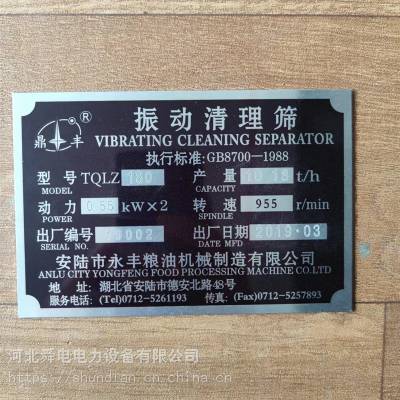 鼎丰®
振动清理筛
VIBRATING CLEANING SEPARATOR
执行标准:GB8700—1988
型号 TQLZ 180 产量 t/h
MODEL CAPACITY
动力 0.55 kW×2 转速 955 r/min
POWER SPINDLE
出厂编号 出厂日期 2019·03
SERIAL NO. DATE MFD
安陆市永丰粮油机械制造有限公司
ANLU CITY YONGFENG FOOD PROCESSING MACHINE CO.LTD
地 址: 湖北省安陆市德安北路48号
服务电话: (Tel)0712-5261193 传真: (Fax)0712-5257893
河北舜电电力设备有限公司
https://shundian.cn.china.cn